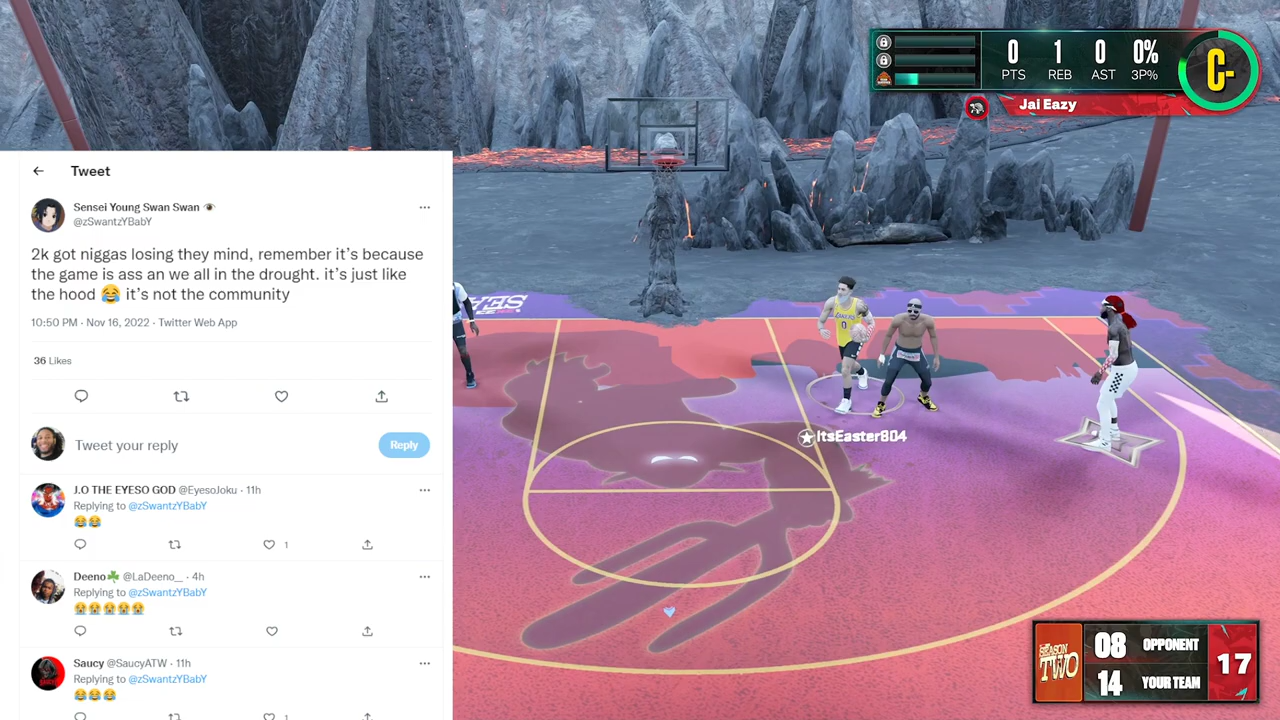 0 1 0 0%
PTS REB AST 3P%
C-
Jai Eazy
Tweet
Sensei Young Swan Swan 👁
@zSwantzYBabY
2k got niggas losing they mind, remember it's because
the game is ass an we all in the drought. it's just like
the hood 😂 it's not the community
10:50 PM · Nov 16, 2022 · Twitter Web App
36 Likes
Tweet your reply
Reply
J.O THE EYESO GOD @EyesoJoku · 11h
Replying to @zSwantzYBabY
😂😂
1
Deeno☘️ @LaDeeno__ · 4h
Replying to @zSwantzYBabY
😭😭😭😭😭
Saucy @SaucyATW · 11h
Replying to @zSwantzYBabY
😂😂😂
1
ItsEaster804
SEASON
TWO
08 OPPONENT
14 YOUR TEAM
17